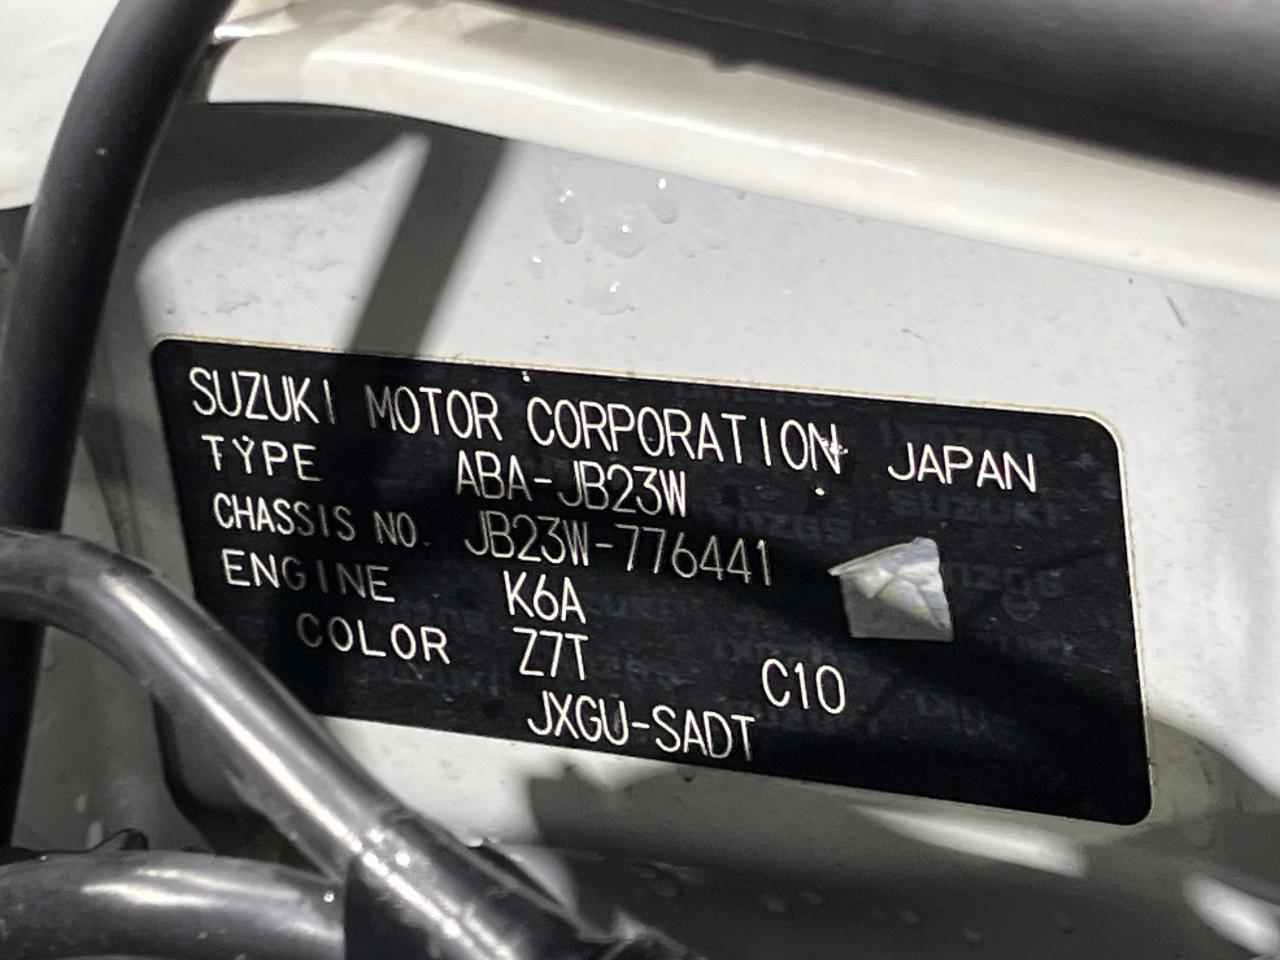 SUZUKI MOTOR CORPORATION JAPAN
TYPE ABA-JB23W
CHASSIS NO. JB23W-776441
ENGINE K6A
COLOR Z7T C10
JXGU-SADT